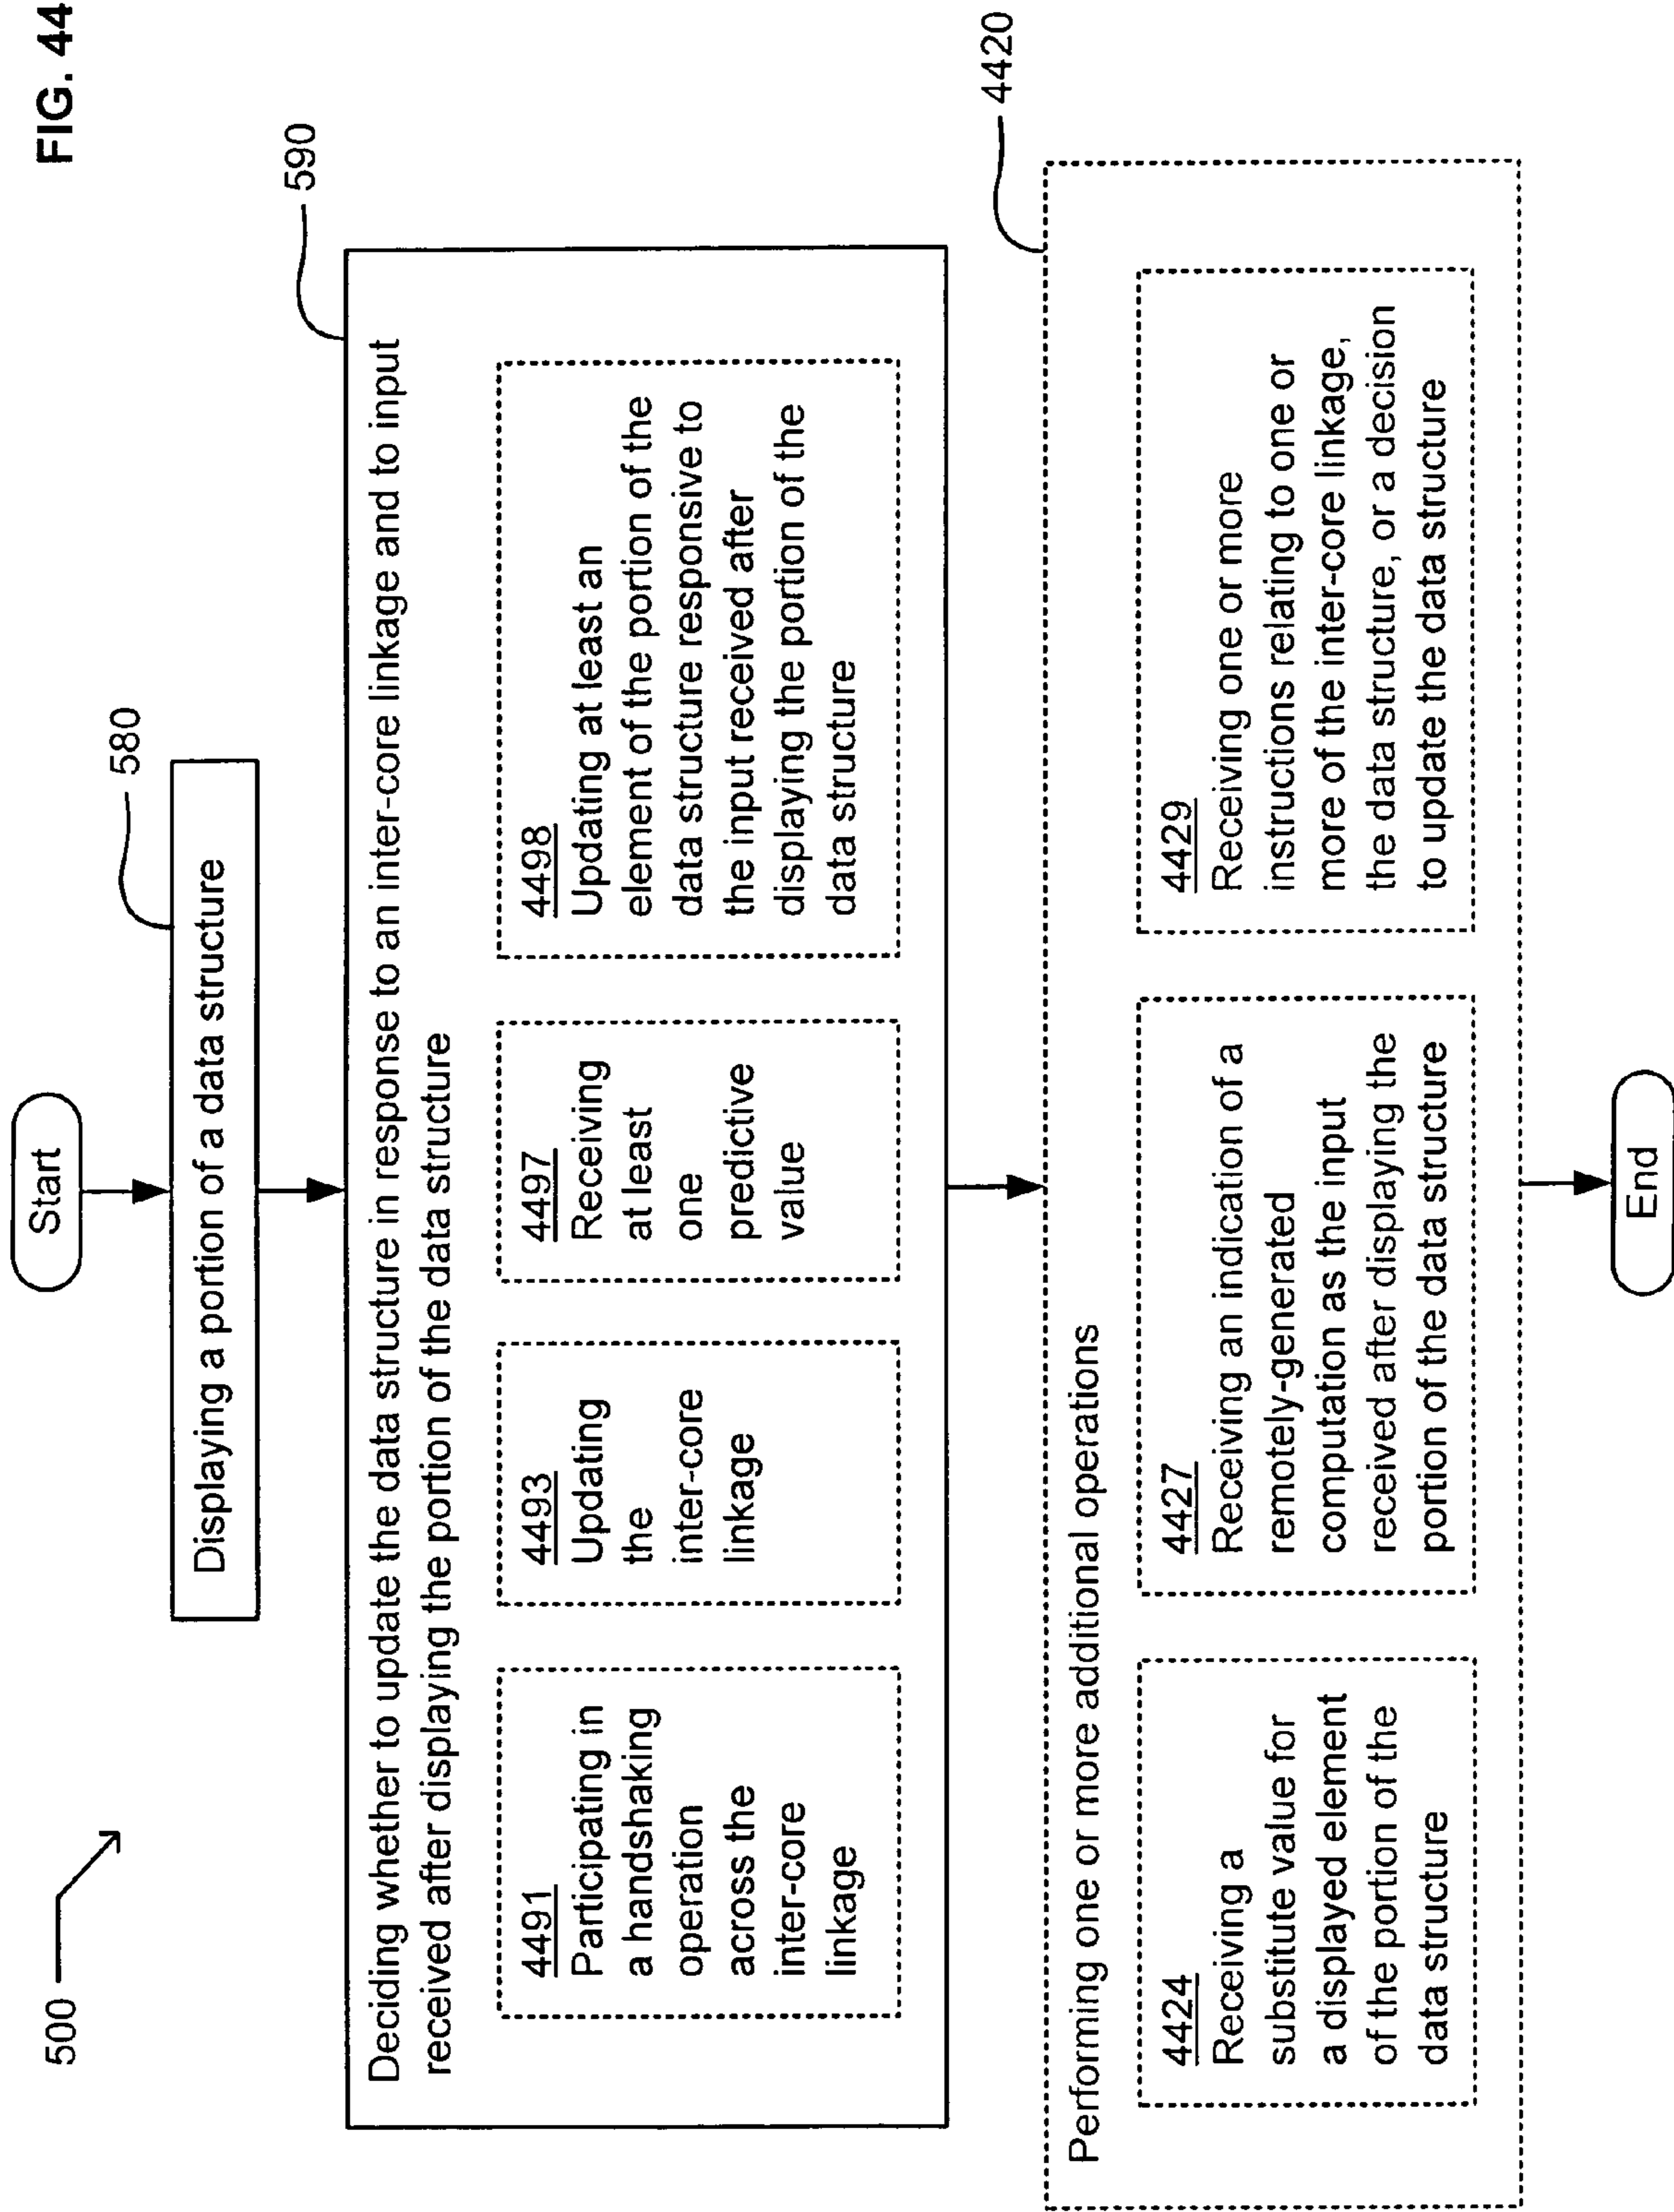 FIG. 44
500
Start
580
Displaying a portion of a data structure
590
Deciding whether to update the data structure in response to an inter-core linkage and to input
received after displaying the portion of the data structure
4491
Participating in
a handshaking
operation
across the
inter-core
linkage
4493
Updating
the
inter-core
linkage
4497
Receiving
at least
one
predictive
value
4498
Updating at least an
element of the portion of the
data structure responsive to
the input received after
displaying the portion of the
data structure
4420
Performing one or more additional operations
4424
Receiving a
substitute value for
a displayed element
of the portion of the
data structure
4427
Receiving an indication of a
remotely-generated
computation as the input
received after displaying the
portion of the data structure
4429
Receiving one or more
instructions relating to one or
more of the inter-core linkage,
the data structure, or a decision
to update the data structure
End